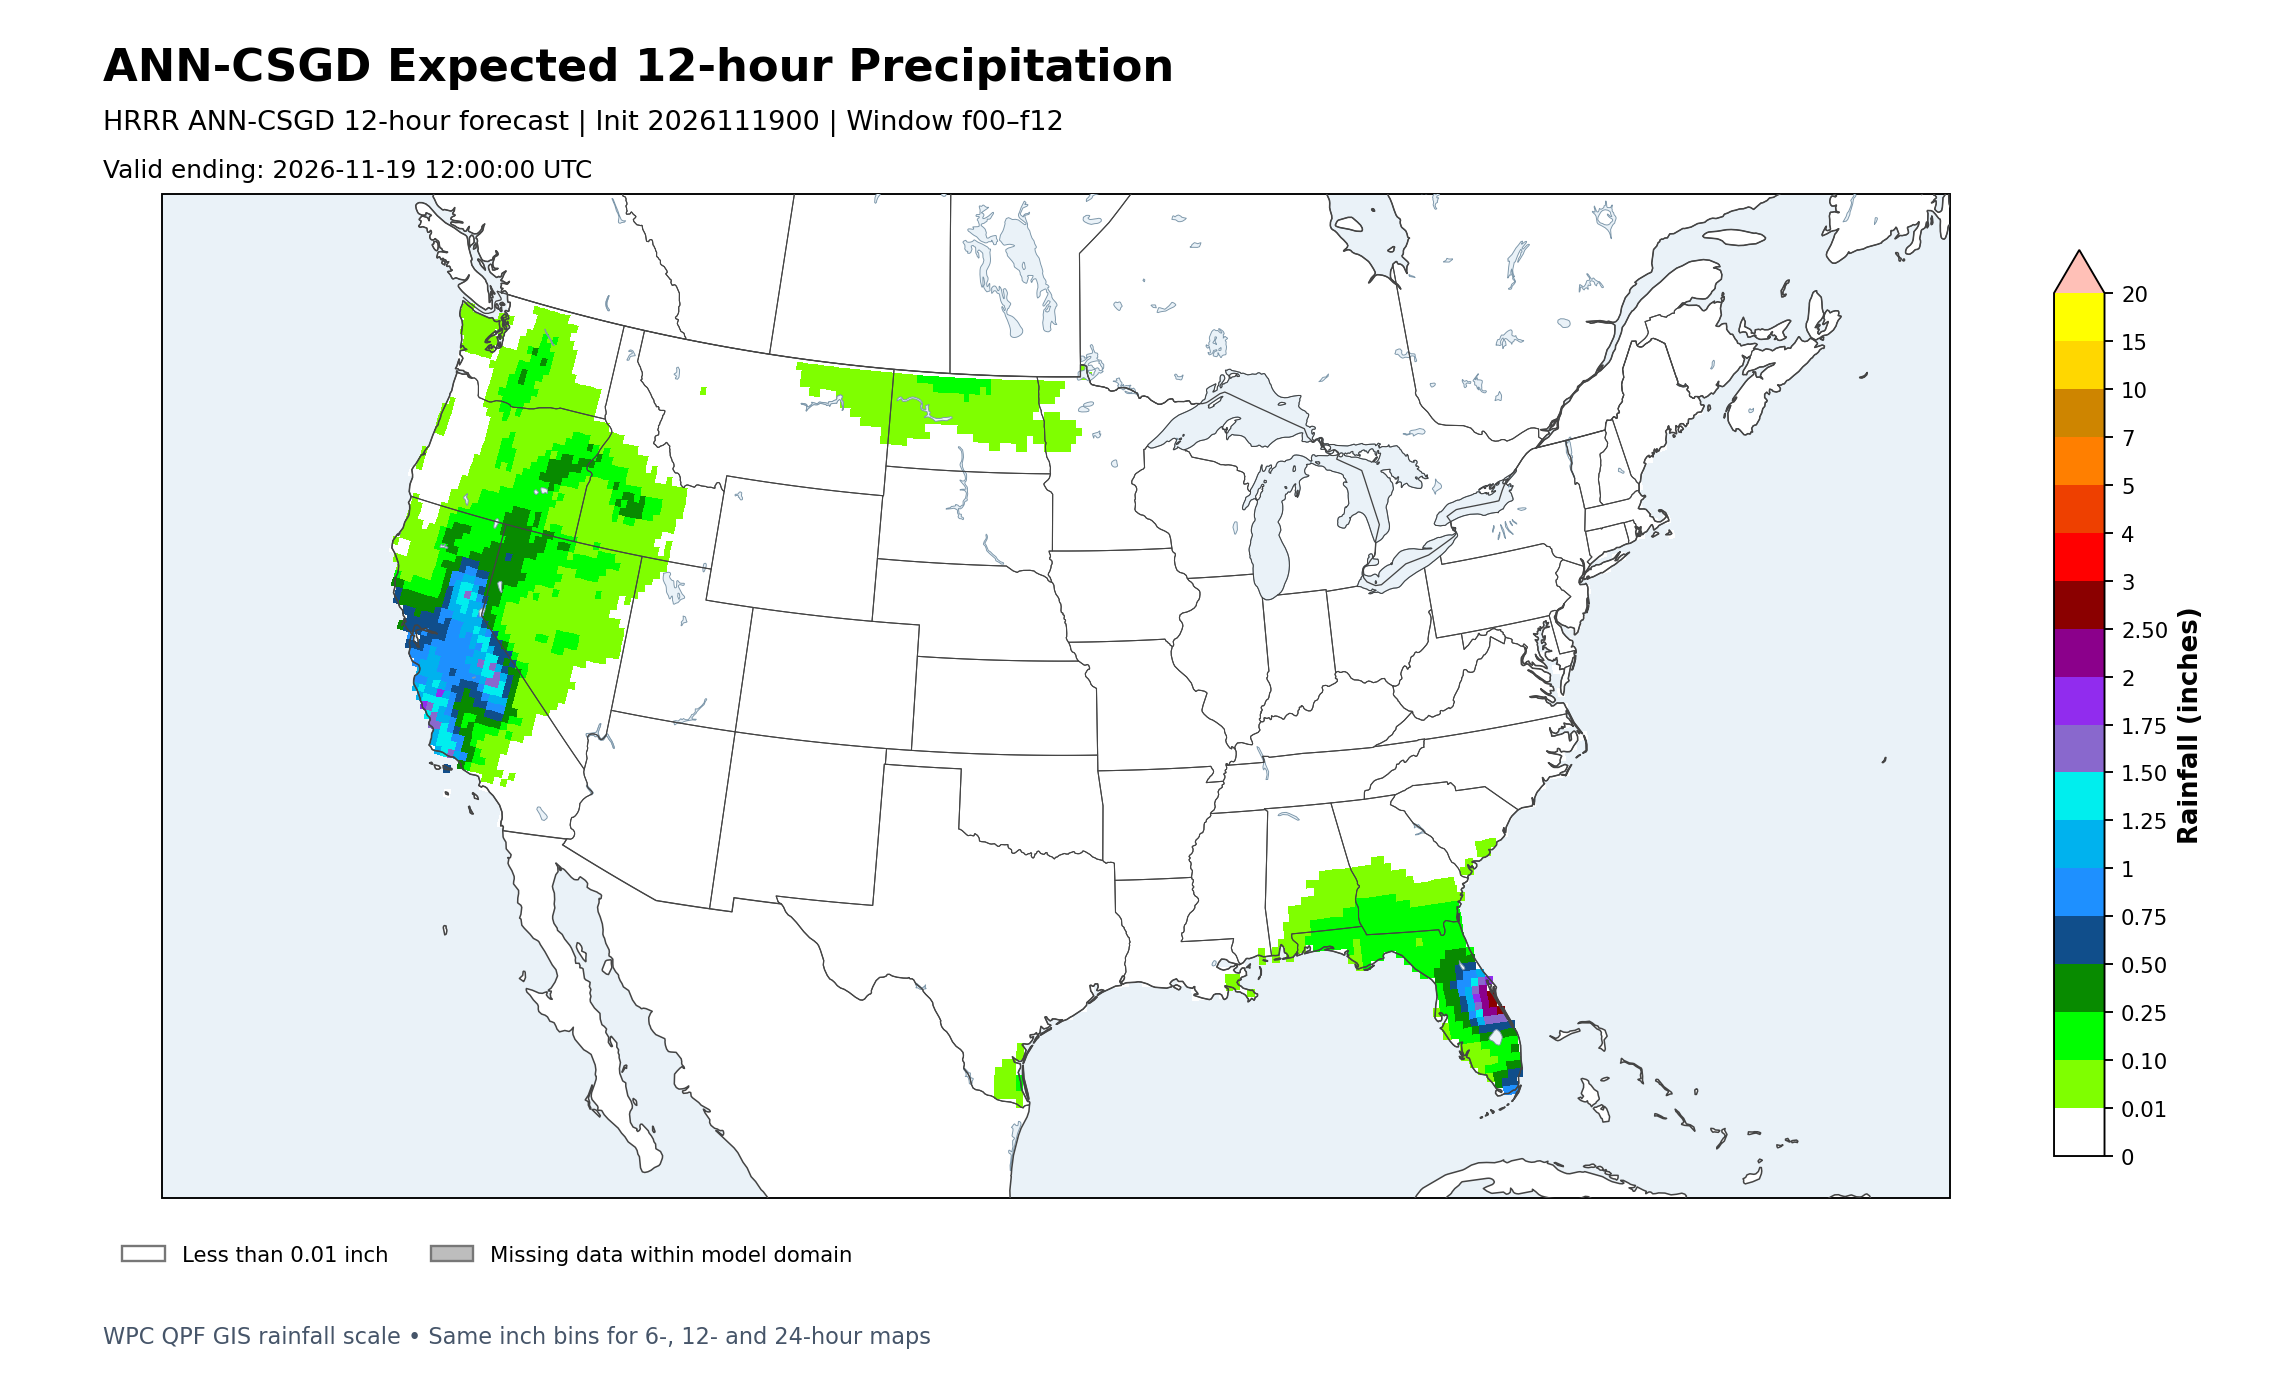 ANN-CSGD Expected 12-hour Precipitation
HRRR ANN-CSGD 12-hour forecast | Init 2026111900 | Window f00–f12
Valid ending: 2026-11-19 12:00:00 UTC
20
15
10
7
5
4
3
2.50
2
1.75
1.50
1.25
1
0.75
0.50
0.25
0.10
0.01
0
Rainfall (inches)
Less than 0.01 inch
Missing data within model domain
WPC QPF GIS rainfall scale • Same inch bins for 6-, 12- and 24-hour maps